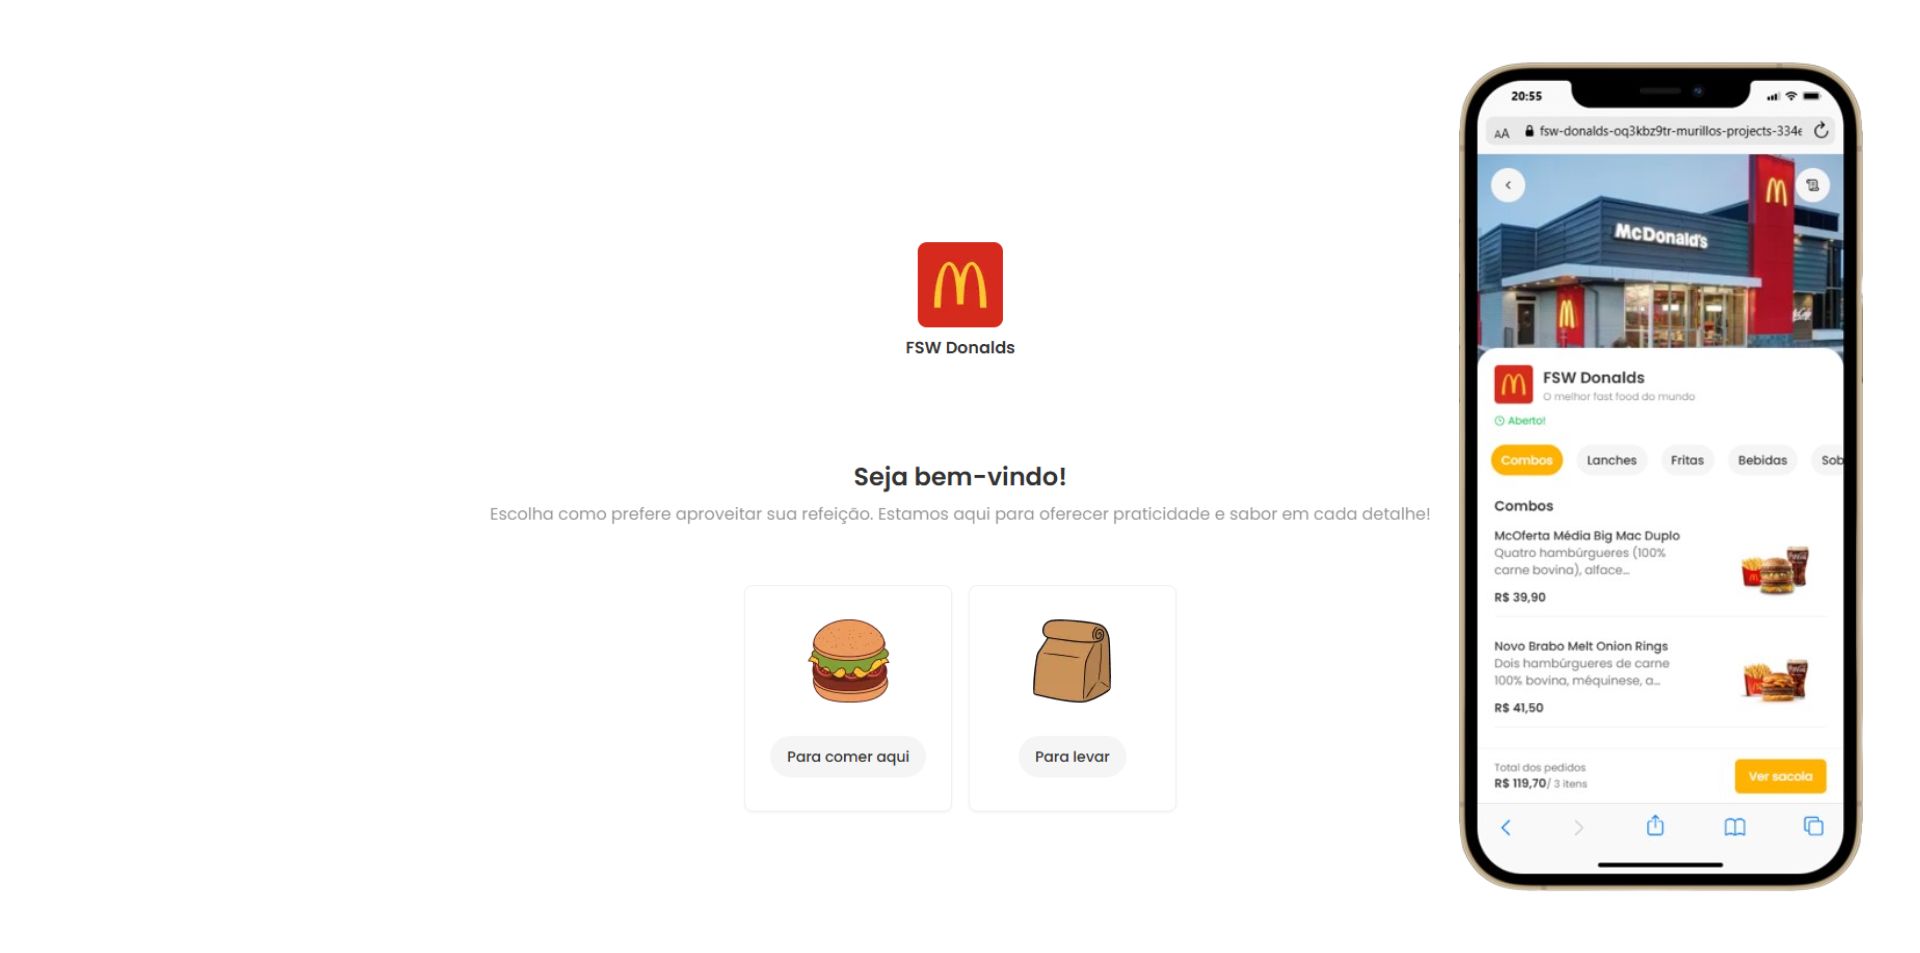 FSW Donalds
Seja bem-vindo!
Escolha como prefere aproveitar sua refeição. Estamos aqui para oferecer praticidade e sabor em cada detalhe!
Para comer aqui
Para levar
20:55
AA fsw-donalds-oq3kbz9tr-murillos-projects-334e
McDonald's
FSW Donalds
O melhor fast food do mundo
Aberto!
Combos Lanches Fritas Bebidas Sob
Combos
McOferta Média Big Mac Duplo
Quatro hambúrgueres (100%
carne bovina), alface...
R$ 39,90
Novo Brabo Melt Onion Rings
Dois hambúrgueres de carne
100% bovina, méquinese, a...
R$ 41,50
Total dos pedidos
R$ 119,70/ 3 itens
Ver sacola